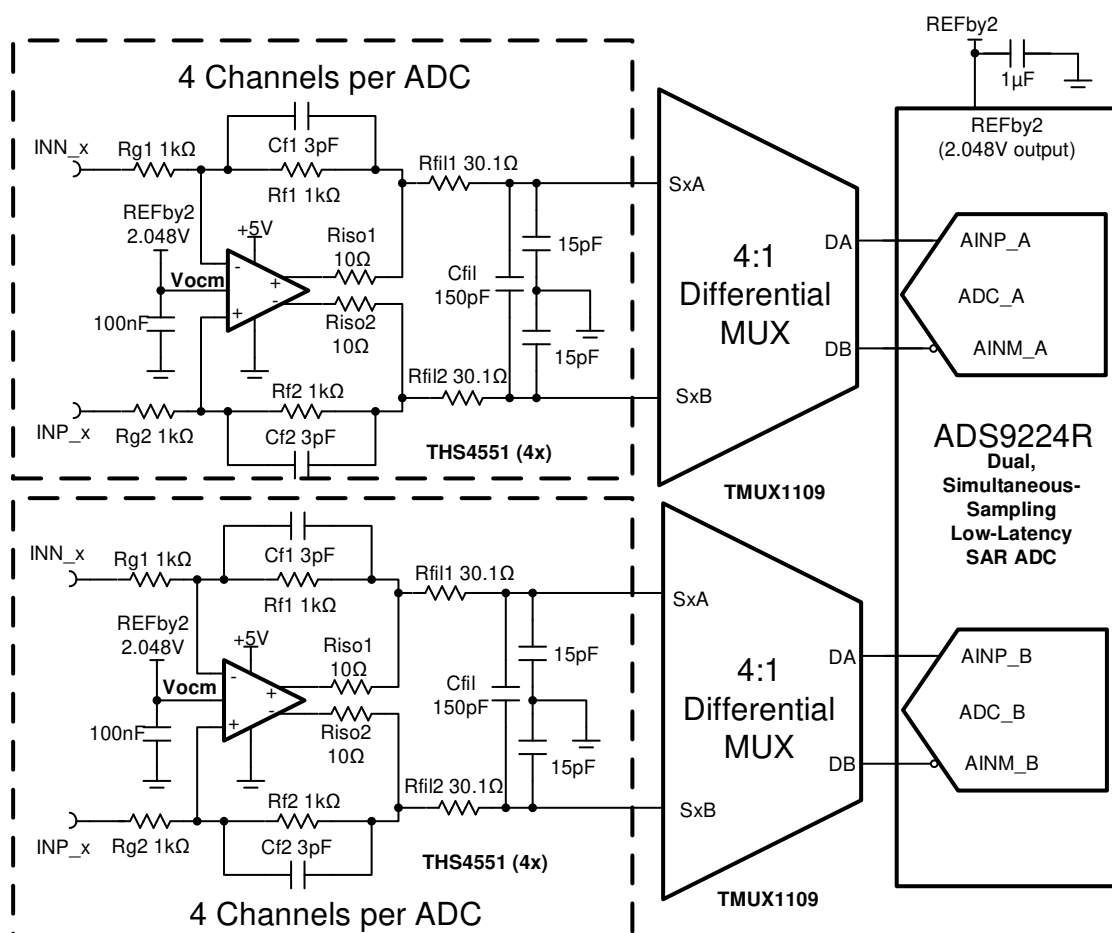 4 Channels per ADC
Cf1 3pF
INN_x
Rg1 1kΩ
Rf1 1kΩ
Rfil1 30.1Ω
REFby2
2.048V
+5V
Vocm
-
+
+
-
Riso1
10Ω
Riso2
10Ω
100nF
Cfil
150pF
15pF
15pF
Rf2 1kΩ
Rfil2 30.1Ω
INP_x
Rg2 1kΩ
Cf2 3pF
THS4551 (4x)
SxA
SxB
4:1
Differential
MUX
DA
DB
TMUX1109
REFby2
1µF
REFby2
(2.048V output)
AINP_A
ADC_A
AINM_A
ADS9224R
Dual,
Simultaneous-
Sampling
Low-Latency
SAR ADC
Cf1 3pF
INN_x
Rg1 1kΩ
Rf1 1kΩ
Rfil1 30.1Ω
REFby2
2.048V
+5V
Vocm
-
+
+
-
Riso1
10Ω
Riso2
10Ω
100nF
Cfil
150pF
15pF
15pF
Rf2 1kΩ
Rfil2 30.1Ω
INP_x
Rg2 1kΩ
Cf2 3pF
THS4551 (4x)
4 Channels per ADC
SxA
SxB
4:1
Differential
MUX
DA
DB
TMUX1109
AINP_B
ADC_B
AINM_B